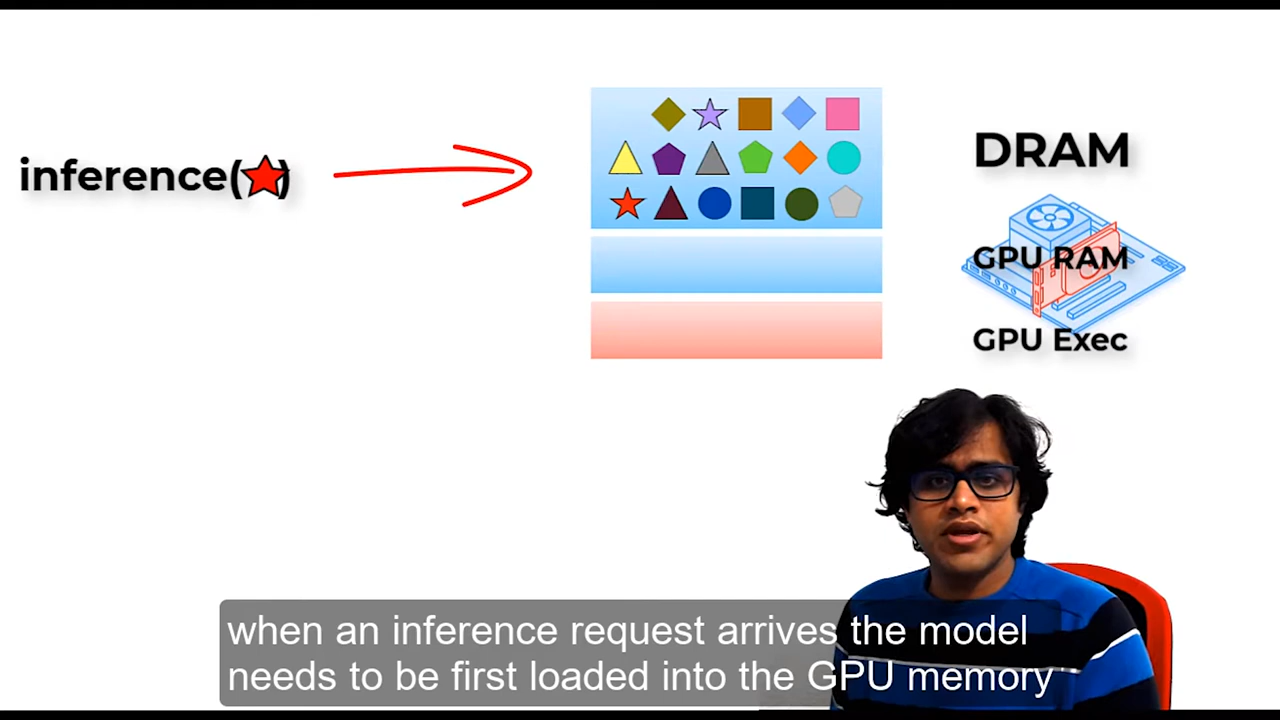 inference( )
DRAM
GPU RAM
GPU Exec
when an inference request arrives the model
needs to be first loaded into the GPU memory